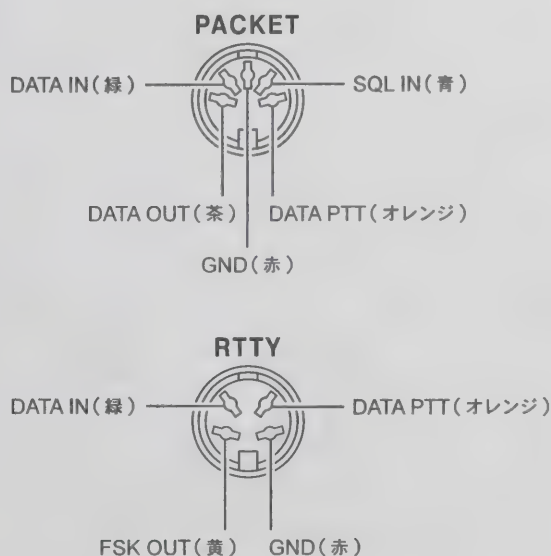 PACKET
DATA IN(緑) SQL IN(青)
DATA OUT(茶) DATA PTT(オレンジ)
GND(赤)
RTTY
DATA IN(緑) DATA PTT(オレンジ)
FSK OUT(黄) GND(赤)